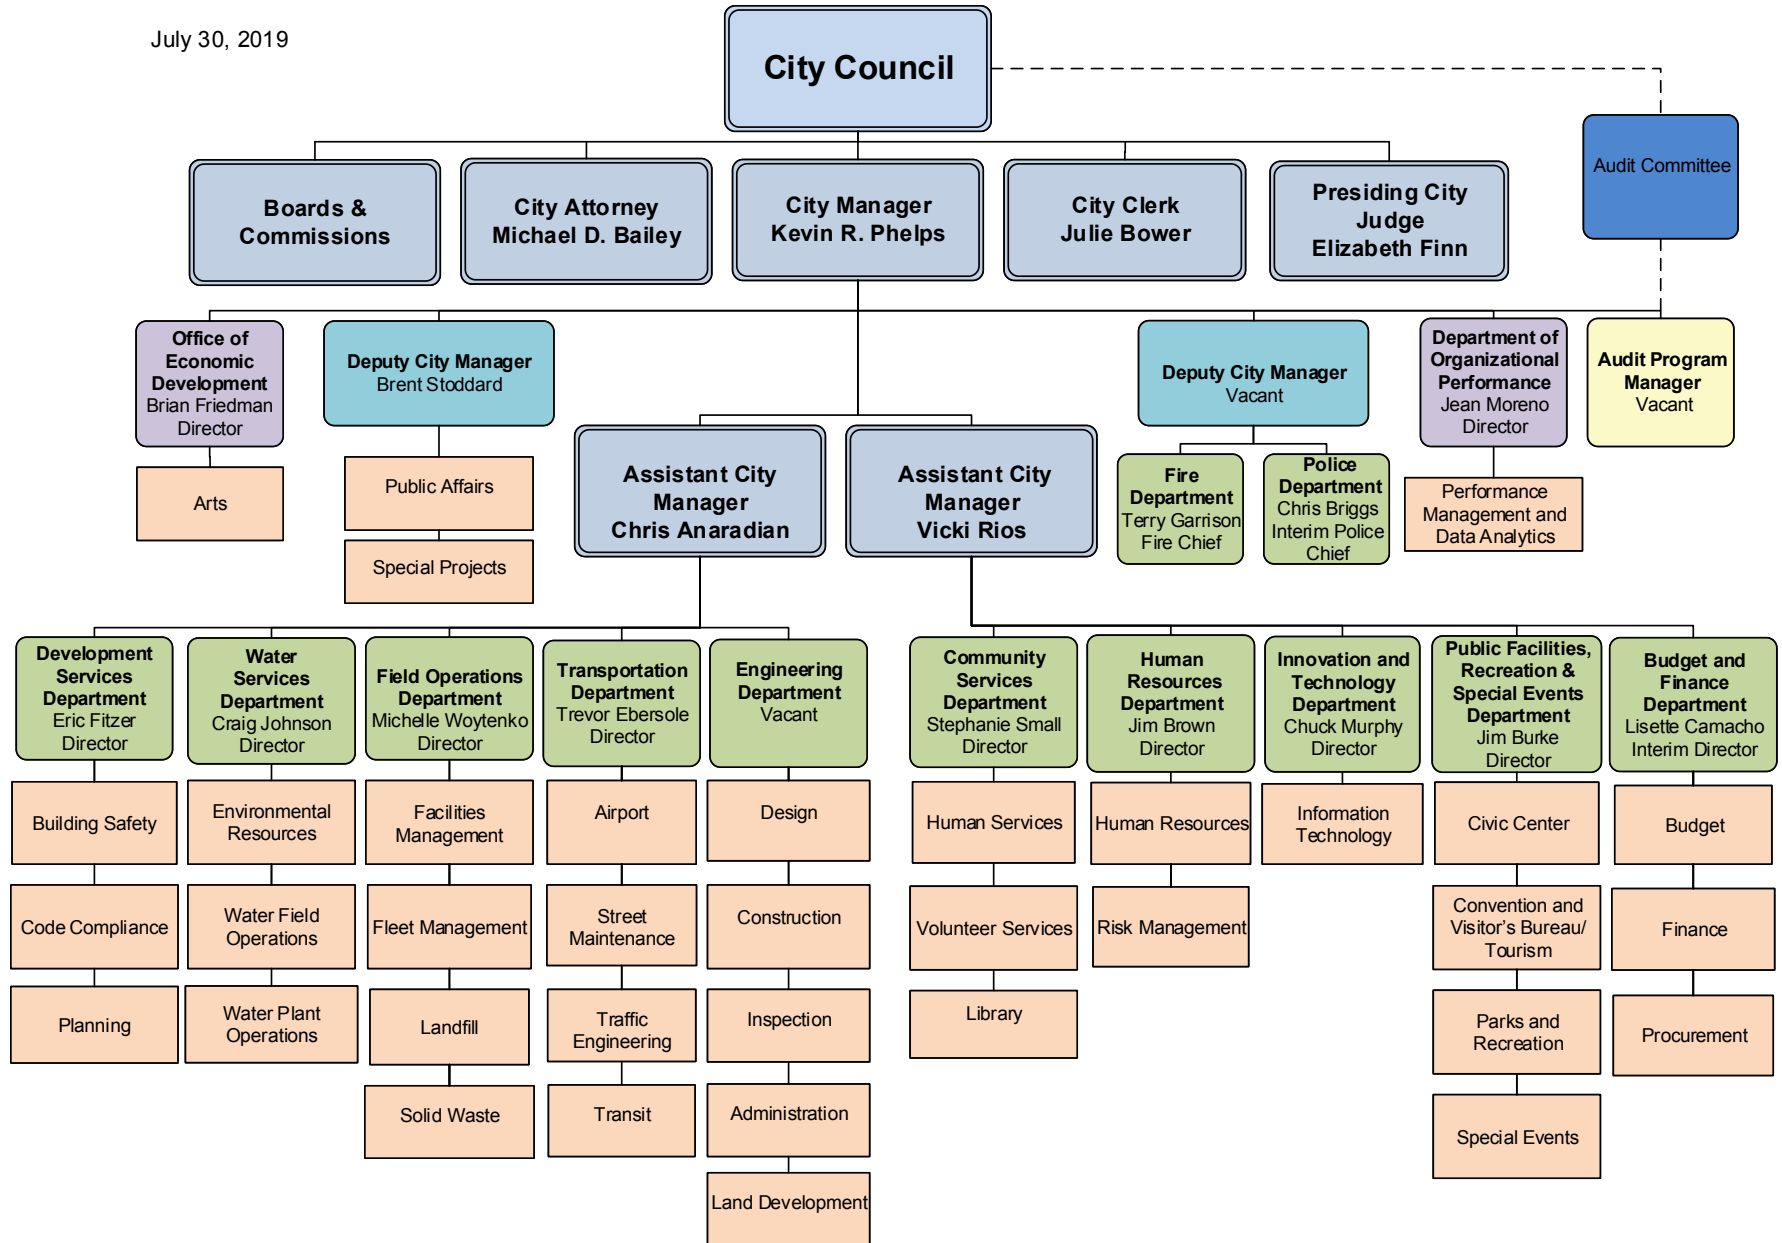 July 30, 2019
City Council
Audit Committee
Boards &
Commissions
City Attorney
Michael D. Bailey
City Manager
Kevin R. Phelps
City Clerk
Julie Bower
Presiding City
Judge
Elizabeth Finn
Office of
Economic
Development
Brian Friedman
Director
Deputy City Manager
Brent Stoddard
Deputy City Manager
Vacant
Department of
Organizational
Performance
Jean Moreno
Director
Audit Program
Manager
Vacant
Arts
Public Affairs
Special Projects
Assistant City
Manager
Chris Anaradian
Assistant City
Manager
Vicki Rios
Fire
Department
Terry Garrison
Fire Chief
Police
Department
Chris Briggs
Interim Police
Chief
Performance
Management and
Data Analytics
Development
Services
Department
Eric Fitzer
Director
Water
Services
Department
Craig Johnson
Director
Field Operations
Department
Michelle Woytenko
Director
Transportation
Department
Trevor Ebersole
Director
Engineering
Department
Vacant
Community
Services
Department
Stephanie Small
Director
Human
Resources
Department
Jim Brown
Director
Innovation and
Technology
Department
Chuck Murphy
Director
Public Facilities,
Recreation &
Special Events
Department
Jim Burke
Director
Budget and
Finance
Department
Lisette Camacho
Interim Director
Building Safety
Environmental
Resources
Facilities
Management
Airport
Design
Human Services
Human Resources
Information
Technology
Civic Center
Budget
Code Compliance
Water Field
Operations
Fleet Management
Street
Maintenance
Construction
Volunteer Services
Risk Management
Convention and
Visitor's Bureau/
Tourism
Finance
Planning
Water Plant
Operations
Landfill
Traffic
Engineering
Inspection
Library
Parks and
Recreation
Procurement
Solid Waste
Transit
Administration
Special Events
Land Development